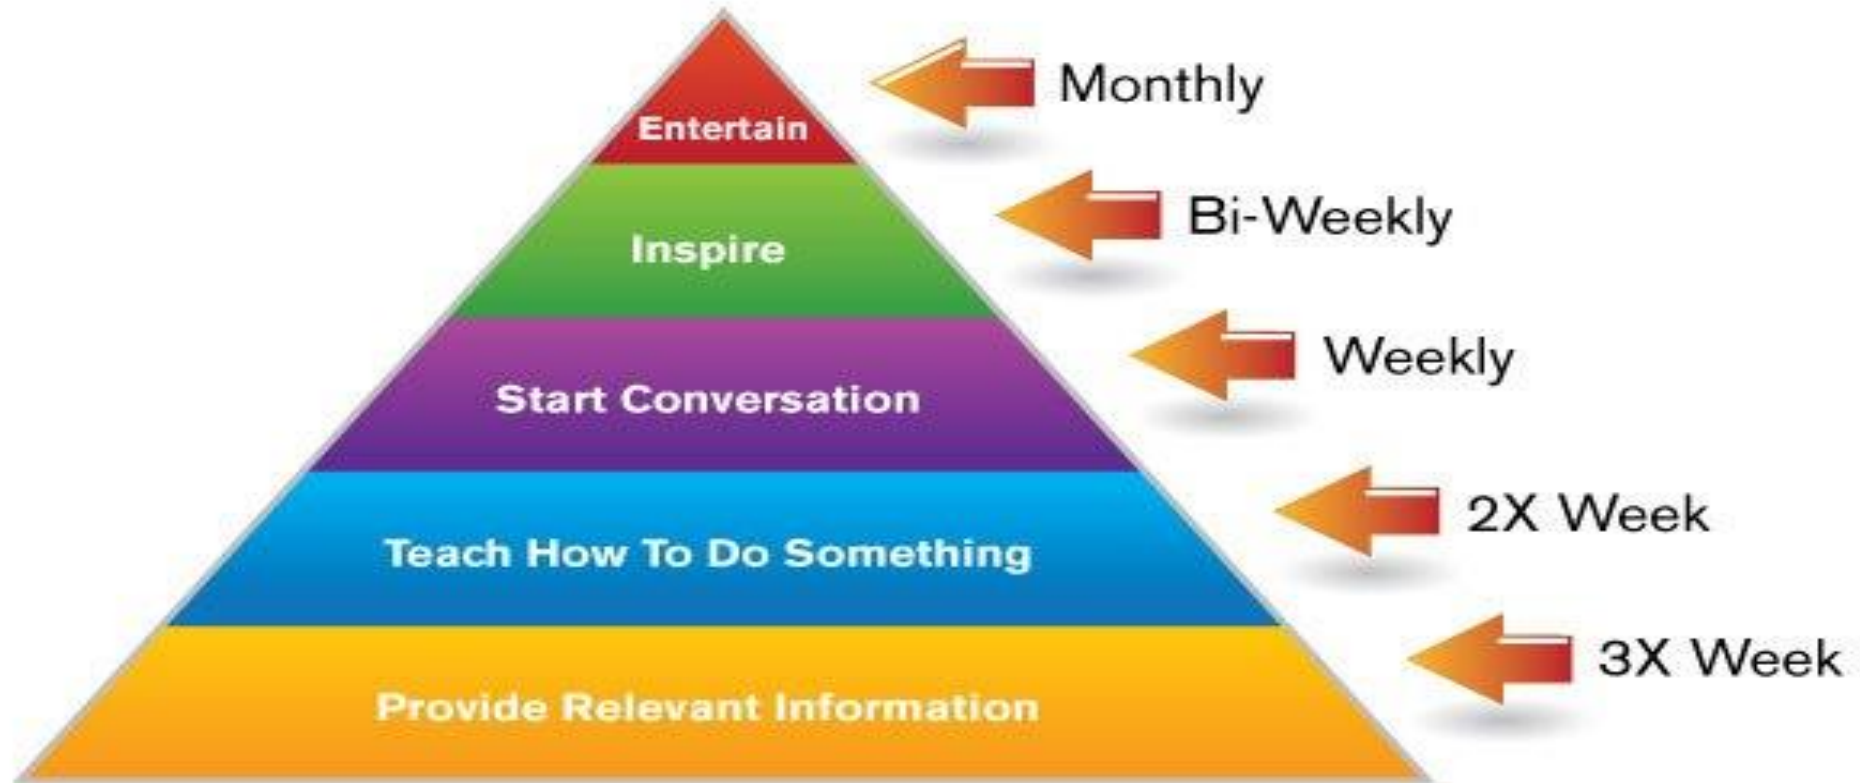 Monthly
Entertain
Bi-Weekly
Inspire
Weekly
Start Conversation
2X Week
Teach How To Do Something
3X Week
Provide Relevant Information